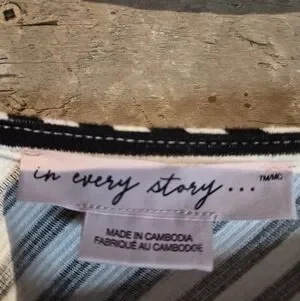 in every story...™/MC
MADE IN CAMBODIA
FABRIQUÉ AU CAMBODGE